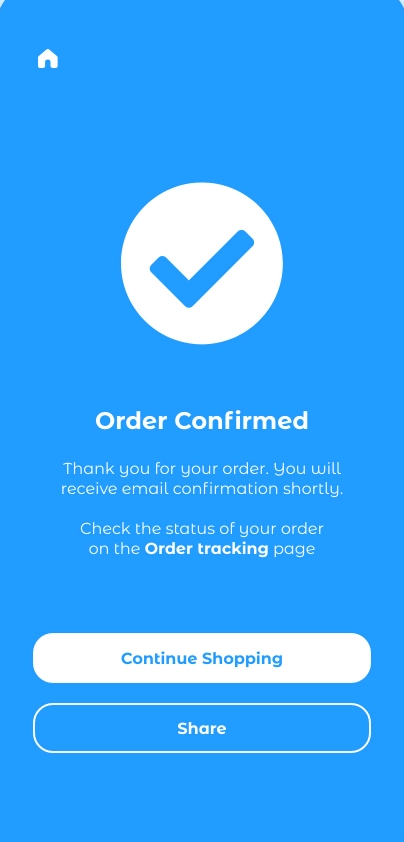 Order Confirmed
Thank you for your order. You will
receive email confirmation shortly.
Check the status of your order
on the Order tracking page
Continue Shopping
Share